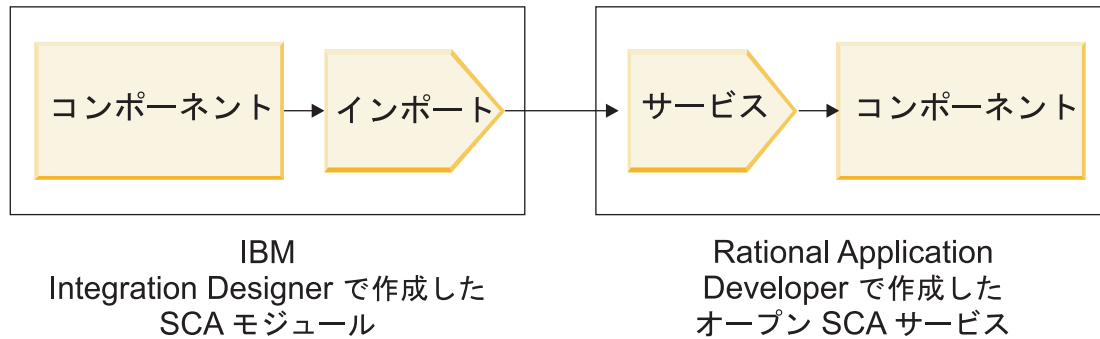 コンポーネント
インポート
サービス
コンポーネント
IBM
Integration Designer で作成した
SCA モジュール
Rational Application
Developer で作成した
オープン SCA サービス